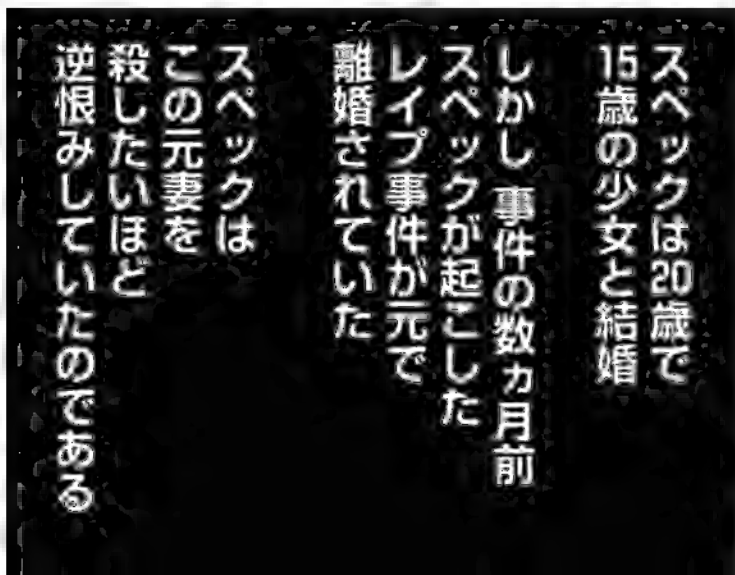 スペックは20歳で
15歳の少女と結婚
しかし 事件の数ヵ月前
スペックが起こした
レイプ事件が元で
離婚されていた
スペックは
この元妻を
殺したいほど
逆恨みしていたのである